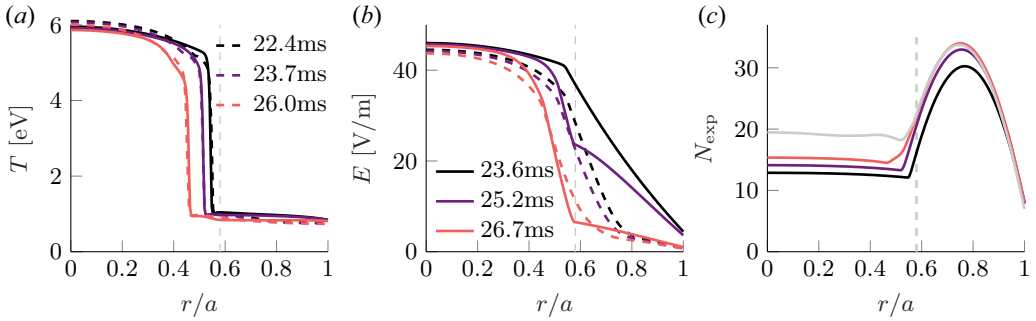 (a)
6
4
2
0
T [eV]
22.4ms
23.7ms
26.0ms
0 0.2 0.4 0.6 0.8 1
r/a
(b)
40
20
0
E [V/m]
23.6ms
25.2ms
26.7ms
0 0.2 0.4 0.6 0.8 1
r/a
(c)
30
20
10
0
N_exp
0 0.2 0.4 0.6 0.8 1
r/a